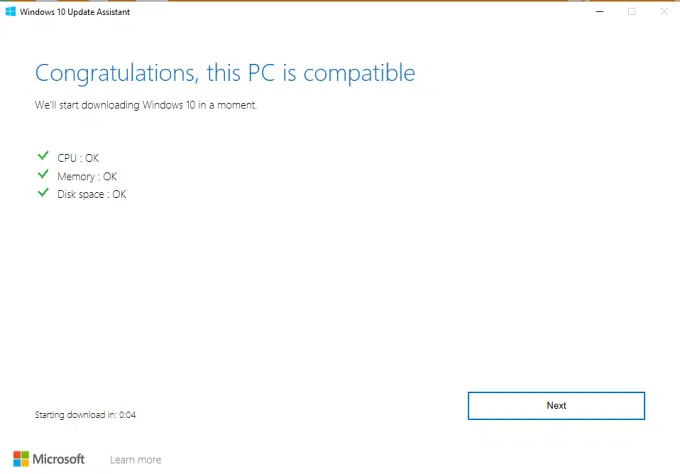 Windows 10 Update Assistant
Congratulations, this PC is compatible
We'll start downloading Windows 10 in a moment.
CPU : OK
Memory : OK
Disk space : OK
Next
Starting download in: 0:04
Microsoft Learn more